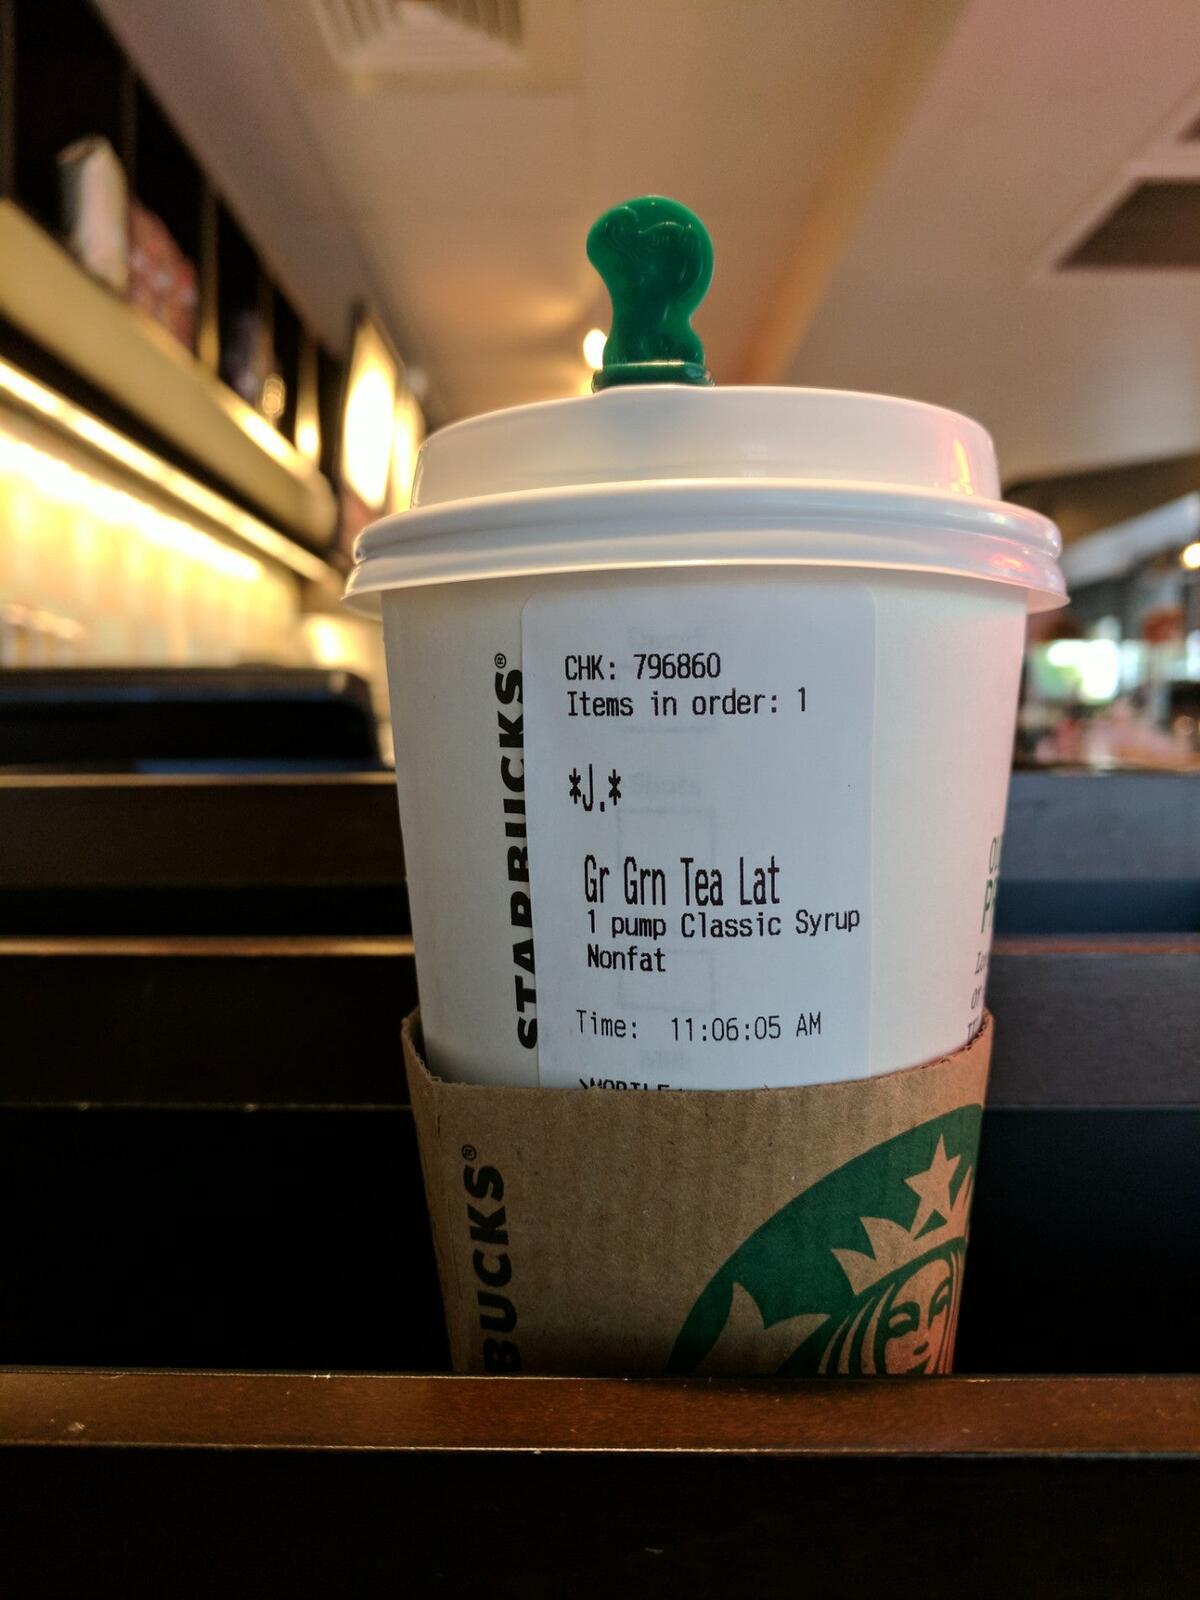 CHK: 796860
Items in order: 1
*J.*
Gr Grn Tea Lat
1 pump Classic Syrup
Nonfat
Time: 11:06:05 AM
>MOBILE<
STARBUCKS®
BUCKS®